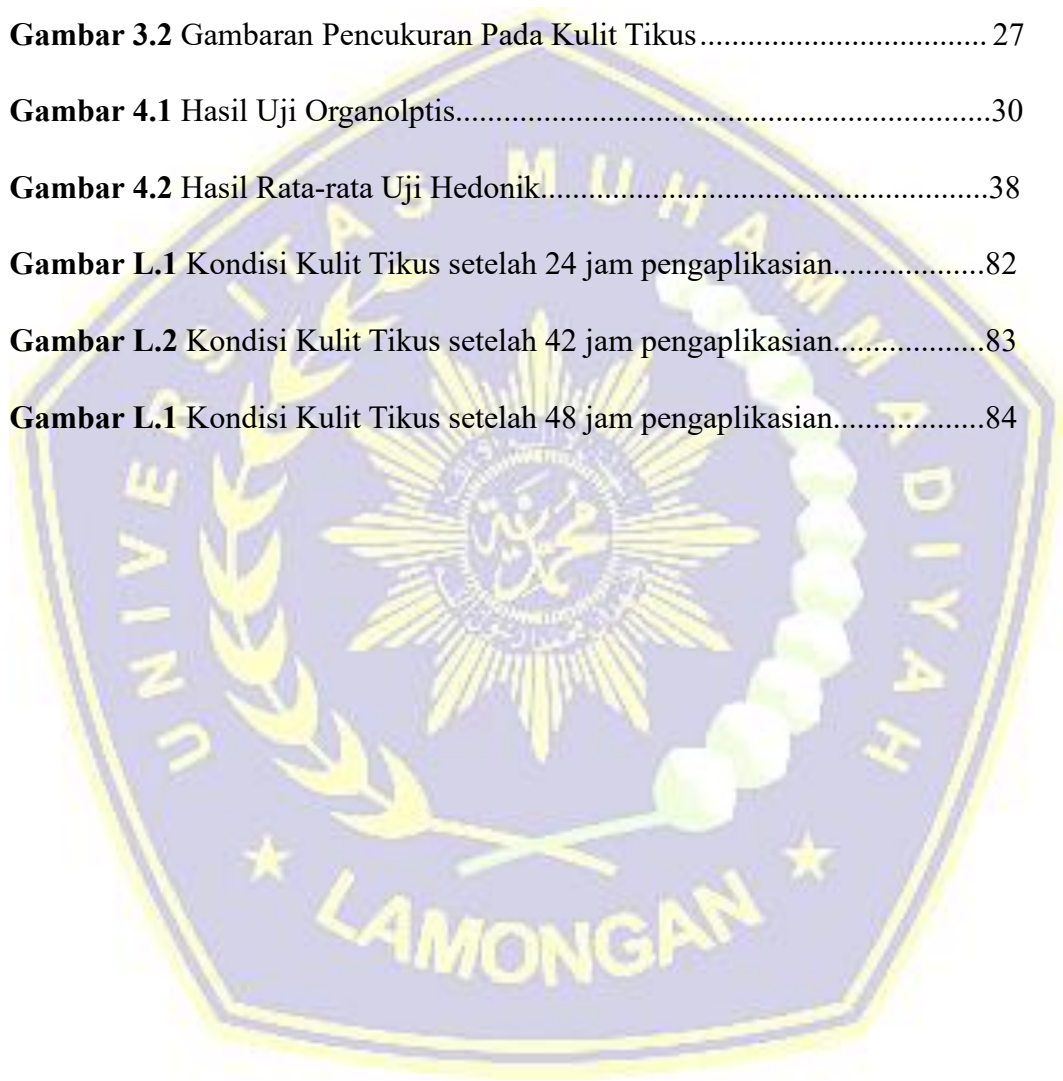 Gambar 3.2 Gambaran Pencukuran Pada Kulit Tikus.................................... 27
Gambar 4.1 Hasil Uji Organolptis...................................................................30
Gambar 4.2 Hasil Rata-rata Uji Hedonik........................................................38
Gambar L.1 Kondisi Kulit Tikus setelah 24 jam pengaplikasian...................82
Gambar L.2 Kondisi Kulit Tikus setelah 42 jam pengaplikasian...................83
Gambar L.1 Kondisi Kulit Tikus setelah 48 jam pengaplikasian...................84
UNIVERSITAS MUHAMMADIYAH
LAMONGAN